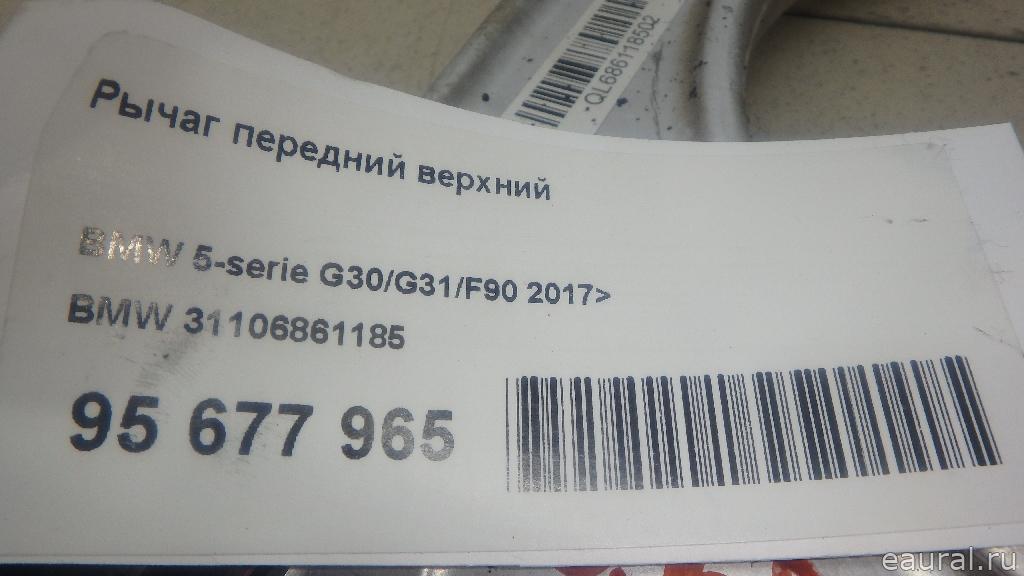 QL686118502
Рычаг передний верхний
BMW 5-serie G30/G31/F90 2017>
BMW 31106861185
95 677 965
eaural.ru